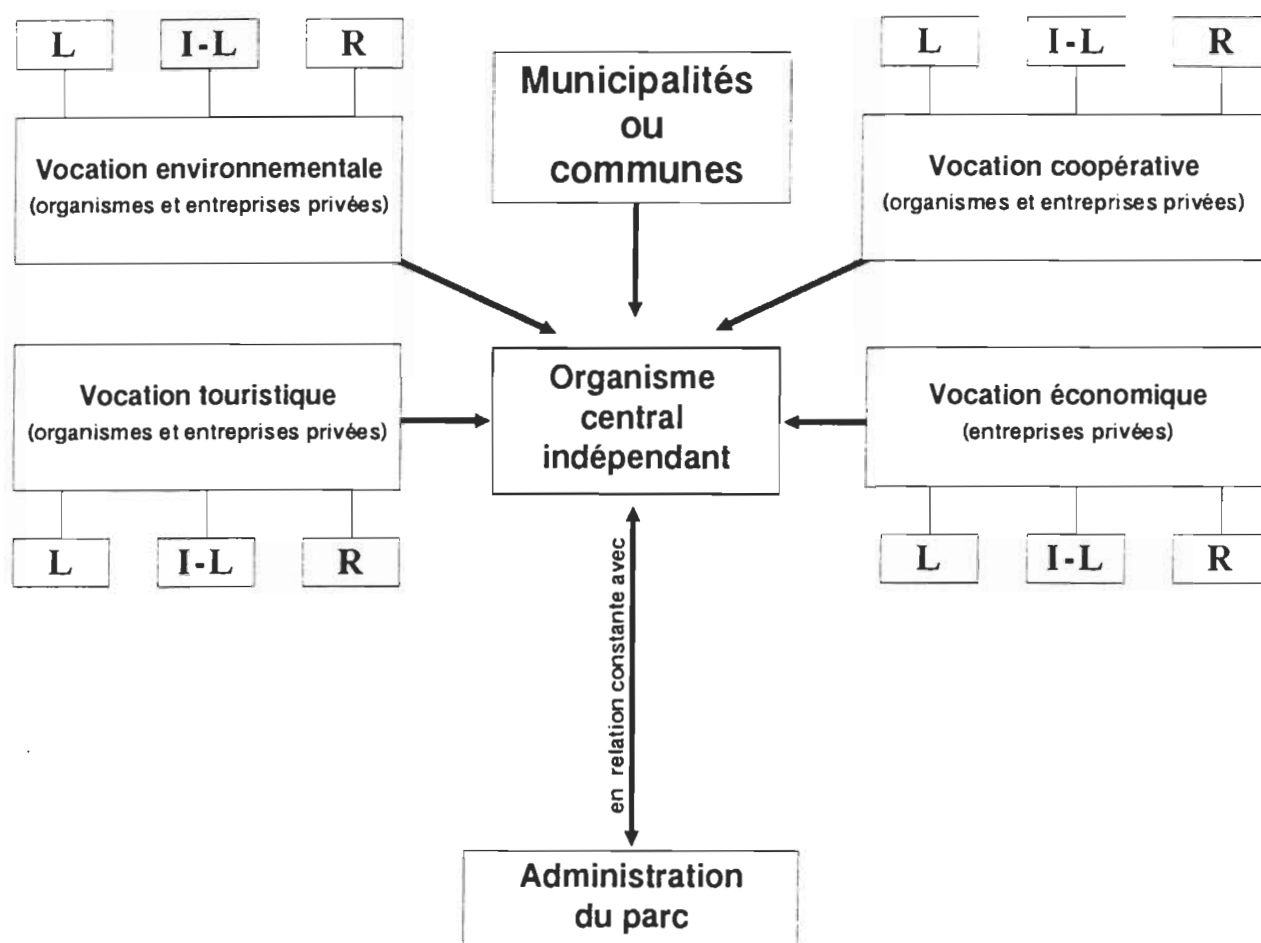 L I-L R
Municipalités
ou
communes
L I-L R
Vocation environnementale
(organismes et entreprises privées)
Vocation coopérative
(organismes et entreprises privées)
Vocation touristique
(organismes et entreprises privées)
Organisme
central
indépendant
Vocation économique
(entreprises privées)
L I-L R
L I-L R
en relation constante avec
Administration
du parc